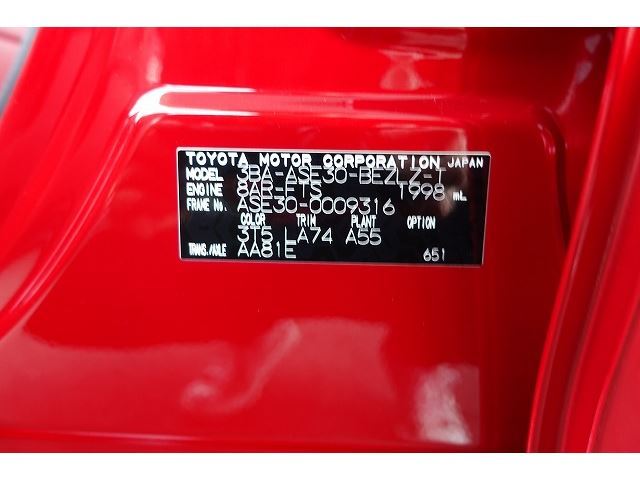 TOYOTA MOTOR CORPORATION JAPAN
MODEL 3BA-ASE30-BEZLZ-T
ENGINE 8AR-FTS 1998 mL
FRAME No. ASE30-0009316
COLOR TRIM PLANT OPTION
3T5 LA74 A55
TRANS./AXLE AA81E 651